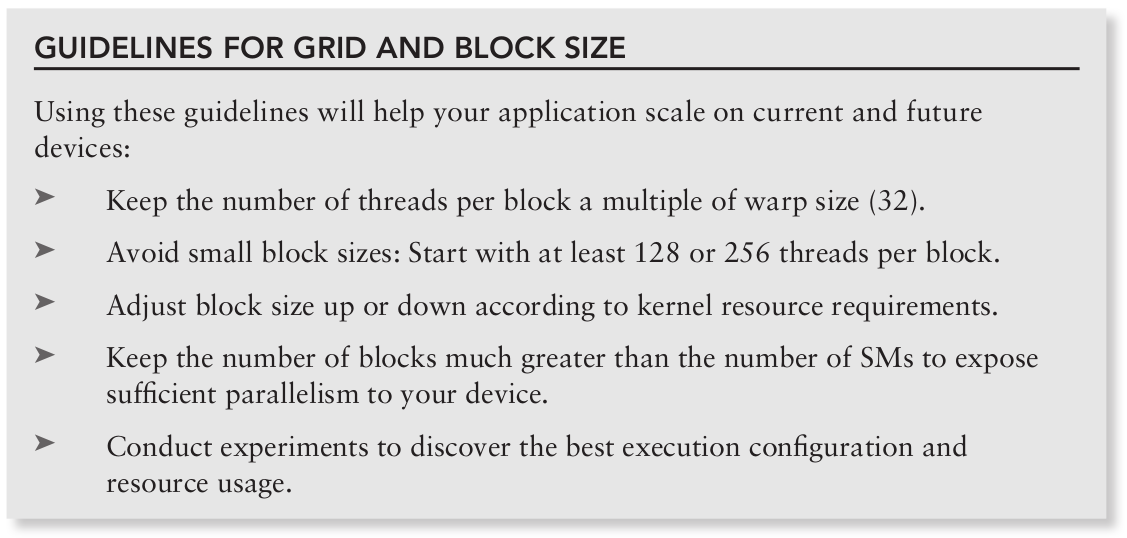 GUIDELINES FOR GRID AND BLOCK SIZE
Using these guidelines will help your application scale on current and future
devices:
➤ Keep the number of threads per block a multiple of warp size (32).
➤ Avoid small block sizes: Start with at least 128 or 256 threads per block.
➤ Adjust block size up or down according to kernel resource requirements.
➤ Keep the number of blocks much greater than the number of SMs to expose
sufficient parallelism to your device.
➤ Conduct experiments to discover the best execution configuration and
resource usage.